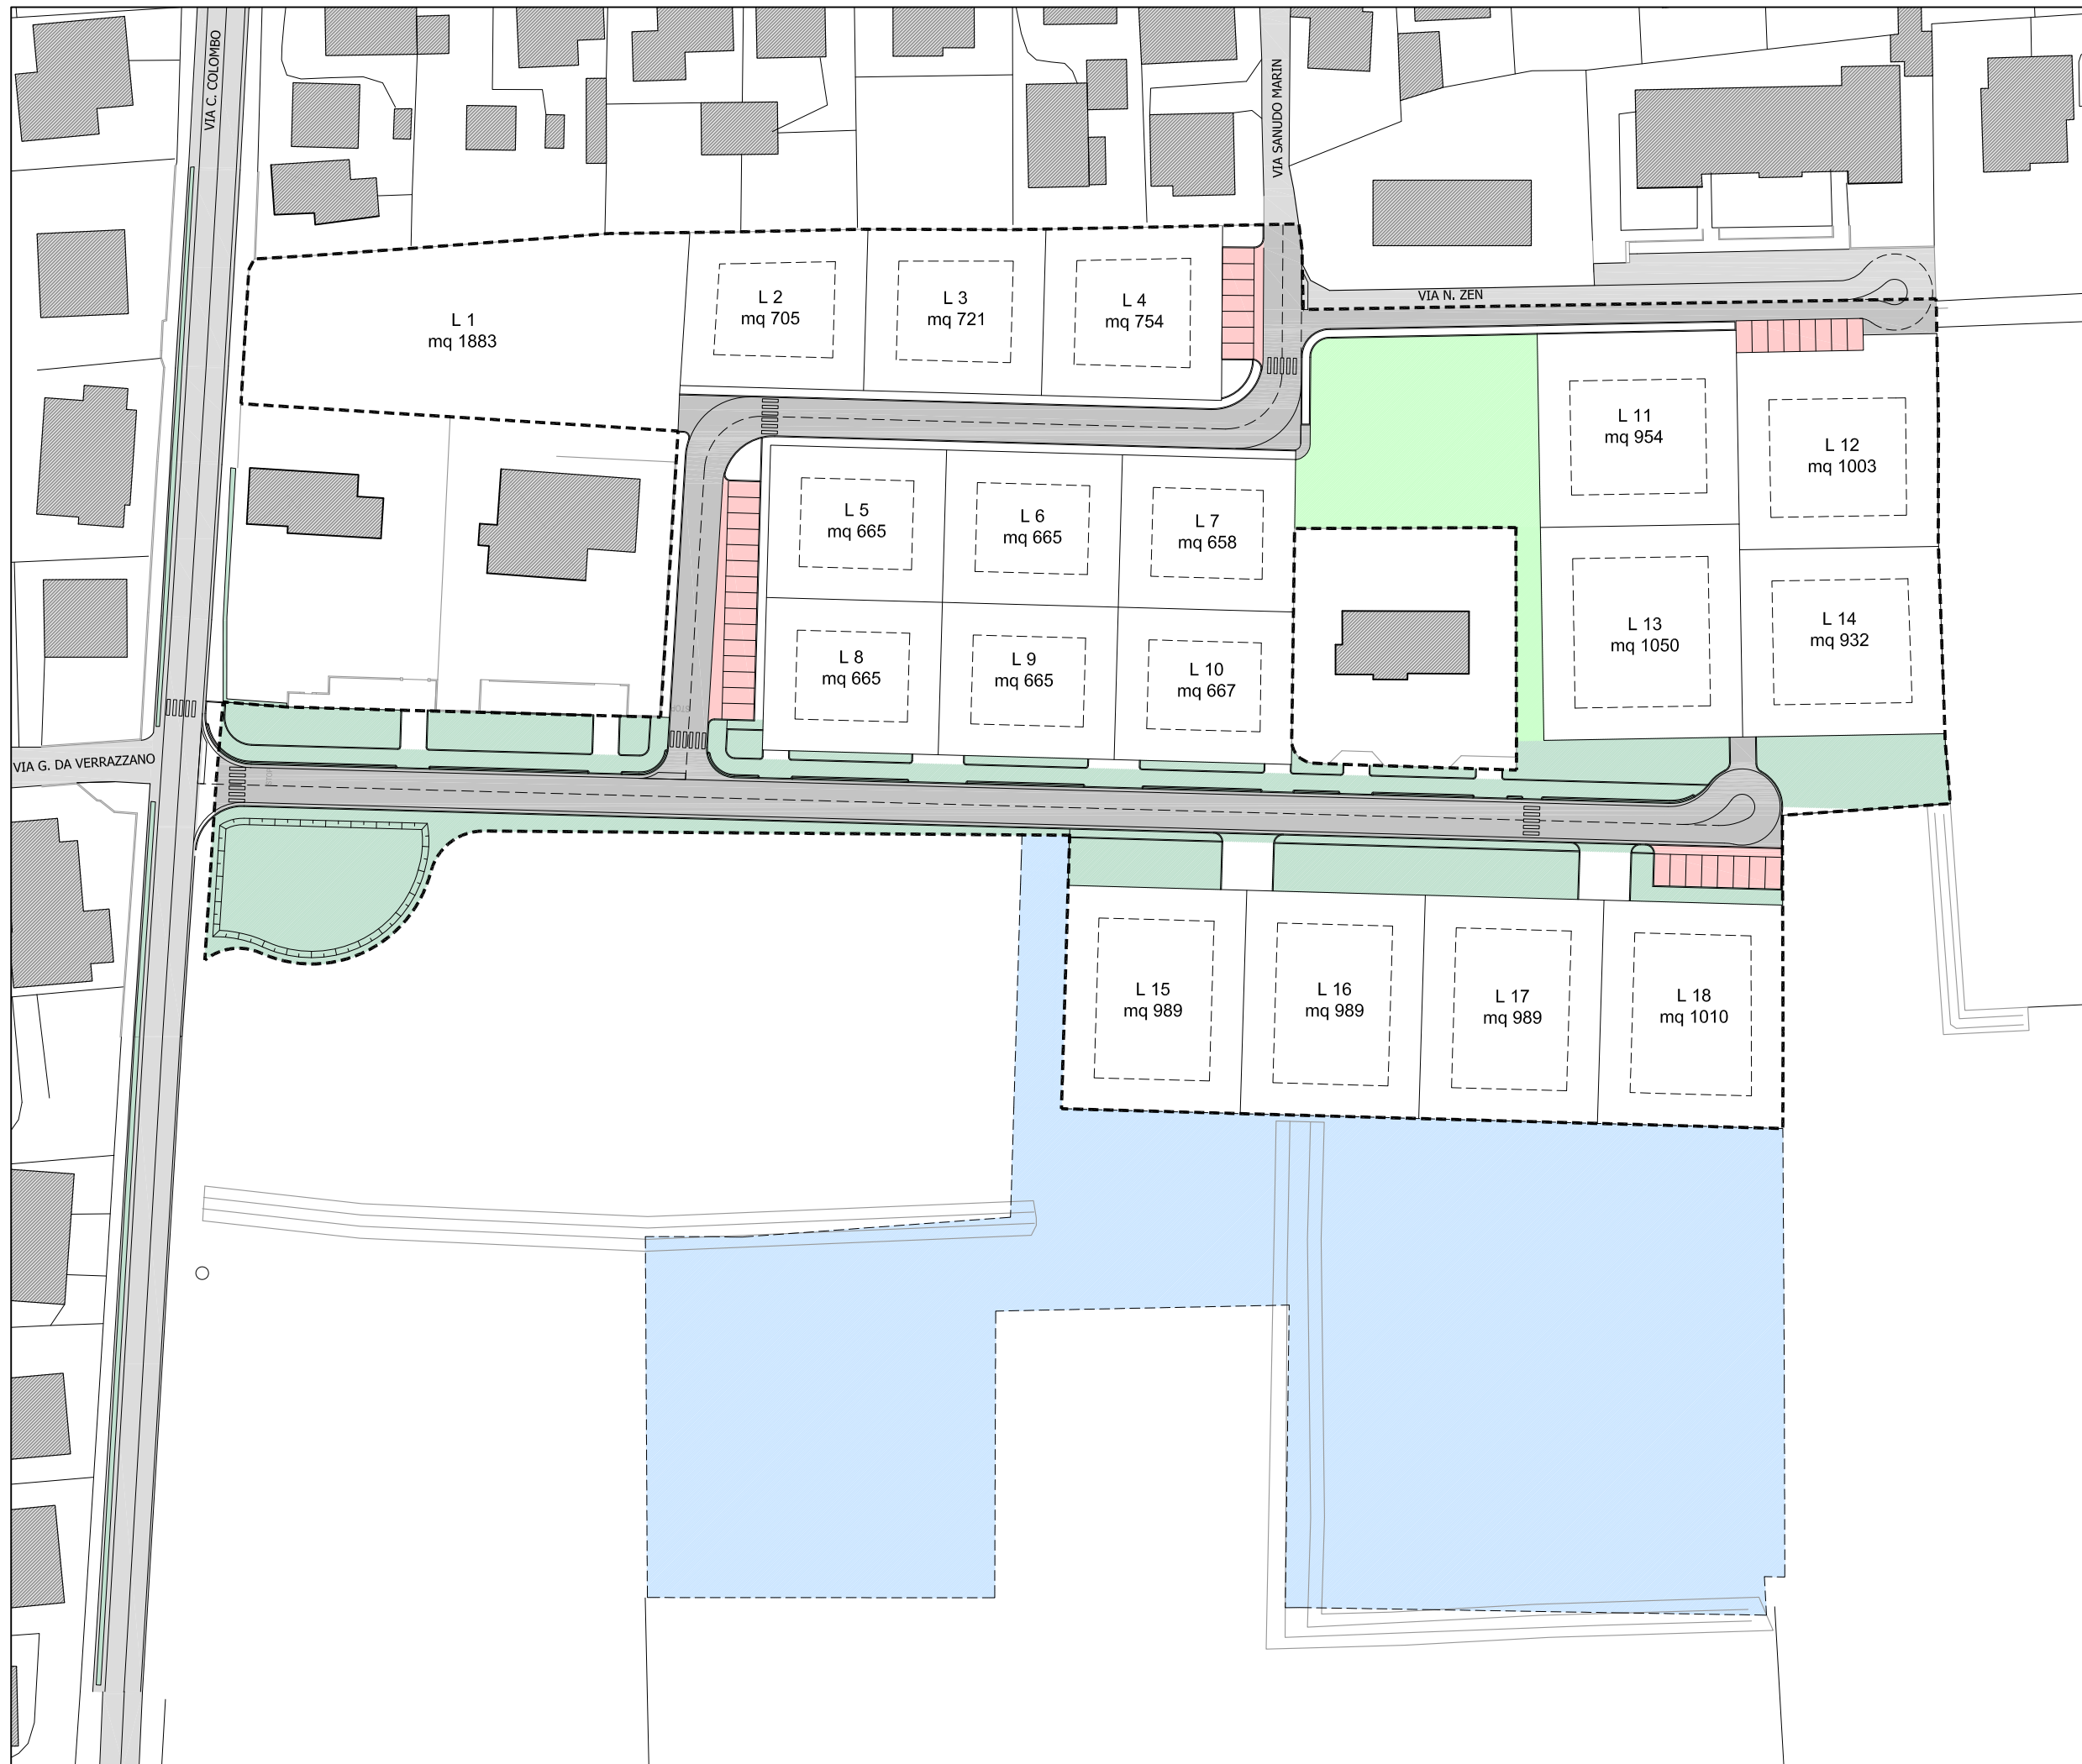 VIA C. COLOMBO
VIA SANUDO MARIN
VIA N. ZEN
L 1
mq 1883
L 2
mq 705
L 3
mq 721
L 4
mq 754
L 11
mq 954
L 12
mq 1003
L 5
mq 665
L 6
mq 665
L 7
mq 658
L 8
mq 665
L 9
mq 665
L 10
mq 667
L 13
mq 1050
L 14
mq 932
STOP
VIA G. DA VERRAZZANO
STOP
L 15
mq 989
L 16
mq 989
L 17
mq 989
L 18
mq 1010